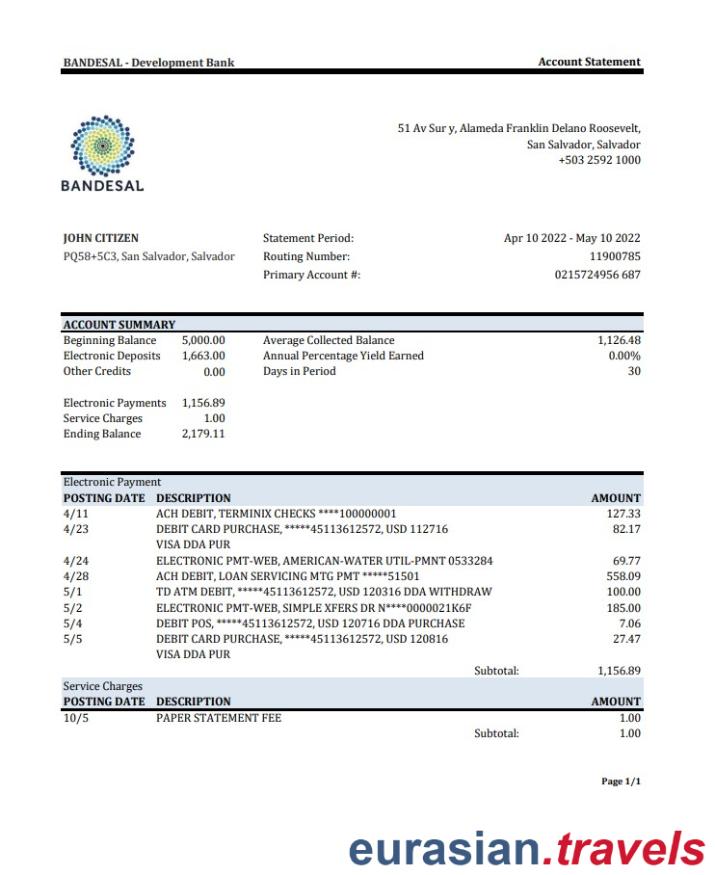 BANDESAL - Development Bank Account Statement
BANDESAL
51 Av Sur y, Alameda Franklin Delano Roosevelt,
San Salvador, Salvador
+503 2592 1000
JOHN CITIZEN Statement Period: Apr 10 2022 - May 10 2022
PQ58+5C3, San Salvador, Salvador Routing Number: 11900785
Primary Account #: 0215724956 687
ACCOUNT SUMMARY
Beginning Balance 5,000.00 Average Collected Balance 1,126.48
Electronic Deposits 1,663.00 Annual Percentage Yield Earned 0.00%
Other Credits 0.00 Days in Period 30
Electronic Payments 1,156.89
Service Charges 1.00
Ending Balance 2,179.11
Electronic Payment
POSTING DATE DESCRIPTION AMOUNT
4/11 ACH DEBIT, TERMINIX CHECKS ****100000001 127.33
4/23 DEBIT CARD PURCHASE, *****45113612572, USD 112716 82.17
VISA DDA PUR
4/24 ELECTRONIC PMT-WEB, AMERICAN-WATER UTIL-PMNT 0533284 69.77
4/28 ACH DEBIT, LOAN SERVICING MTG PMT *****51501 558.09
5/1 TD ATM DEBIT, *****45113612572, USD 120316 DDA WITHDRAW 100.00
5/2 ELECTRONIC PMT-WEB, SIMPLE XFERS DR N****0000021K6F 185.00
5/4 DEBIT POS, *****45113612572, USD 120716 DDA PURCHASE 7.06
5/5 DEBIT CARD PURCHASE, *****45113612572, USD 120816 27.47
VISA DDA PUR
Subtotal: 1,156.89
Service Charges
POSTING DATE DESCRIPTION AMOUNT
10/5 PAPER STATEMENT FEE 1.00
Subtotal: 1.00
Page 1/1
eurasian.travels